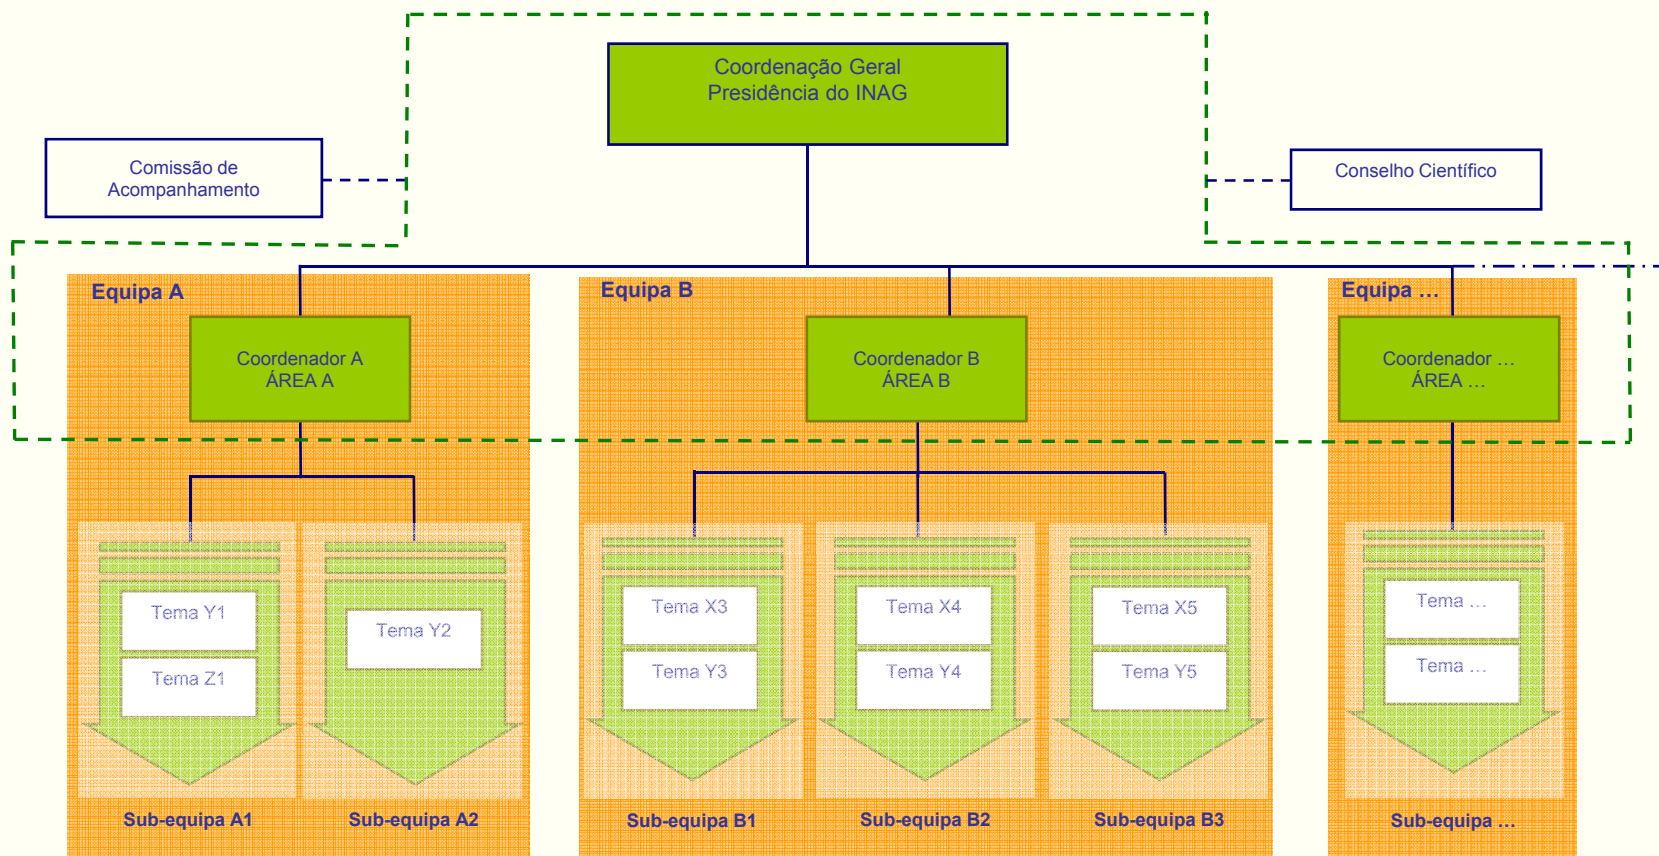 Coordenação Geral
Presidência do INAG
Comissão de
Acompanhamento
Conselho Científico
Equipa A
Equipa B
Equipa …
Coordenador A
ÁREA A
Coordenador B
ÁREA B
Coordenador …
ÁREA …
Tema Y1
Tema Z1
Tema Y2
Tema X3
Tema Y3
Tema X4
Tema Y4
Tema X5
Tema Y5
Tema …
Tema …
Sub-equipa A1
Sub-equipa A2
Sub-equipa B1
Sub-equipa B2
Sub-equipa B3
Sub-equipa …